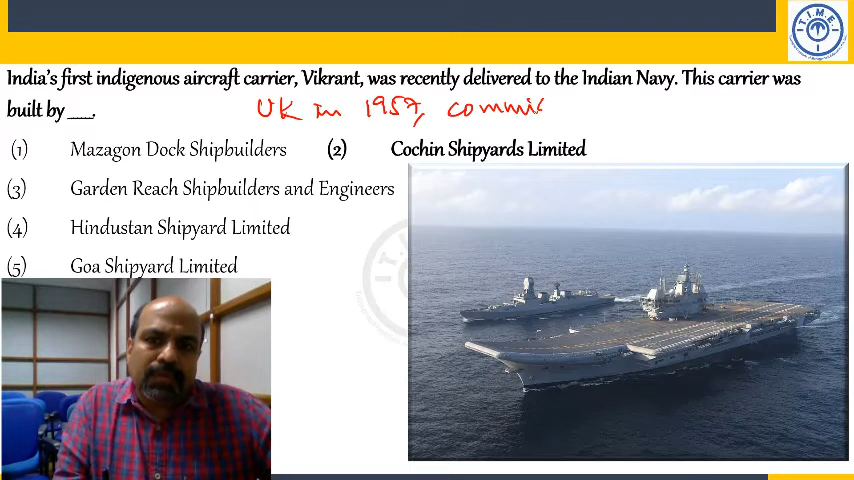 T.I.M.E.
India's first indigenous aircraft carrier, Vikrant, was recently delivered to the Indian Navy. This carrier was
built by ___.
UK in 1957, commis
(1) Mazagon Dock Shipbuilders (2) Cochin Shipyards Limited
(3) Garden Reach Shipbuilders and Engineers
(4) Hindustan Shipyard Limited
(5) Goa Shipyard Limited